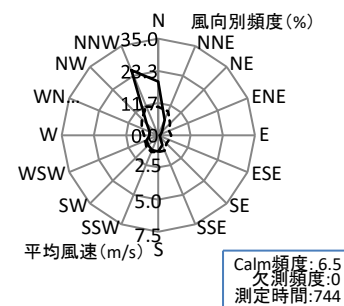 N
風向別頻度(%)
35.0
NNW
NNE
NW
23.3
NE
WN...
11.7
ENE
W
0.0
E
WSW
2.5
ESE
SW
5.0
SE
SSW
SSE
平均風速(m/s)
7.5
S
Calm頻度: 6.5
欠測頻度:0
測定時間:744